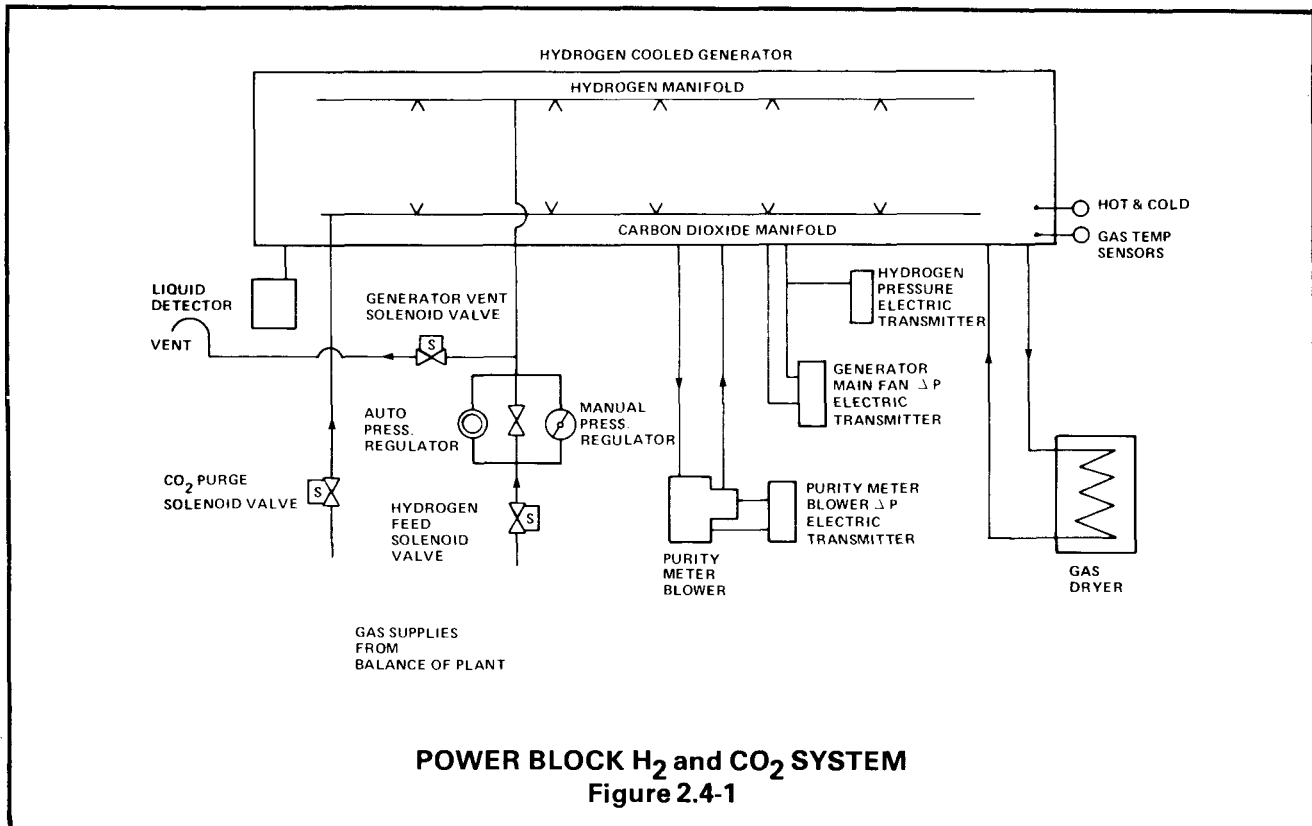 HYDROGEN COOLED GENERATOR
HYDROGEN MANIFOLD
CARBON DIOXIDE MANIFOLD
HOT & COLD
GAS TEMP
SENSORS
LIQUID
DETECTOR
VENT
GENERATOR VENT
SOLENOID VALVE
S
HYDROGEN
PRESSURE
ELECTRIC
TRANSMITTER
GENERATOR
MAIN FAN △ P
ELECTRIC
TRANSMITTER
AUTO
PRESS.
REGULATOR
MANUAL
PRESS.
REGULATOR
CO₂ PURGE
SOLENOID VALVE
S
HYDROGEN
FEED
SOLENOID
VALVE
S
PURITY METER
BLOWER △ P
ELECTRIC
TRANSMITTER
PURITY
METER
BLOWER
GAS
DRYER
GAS SUPPLIES
FROM
BALANCE OF PLANT
POWER BLOCK H₂ and CO₂ SYSTEM
Figure 2.4-1